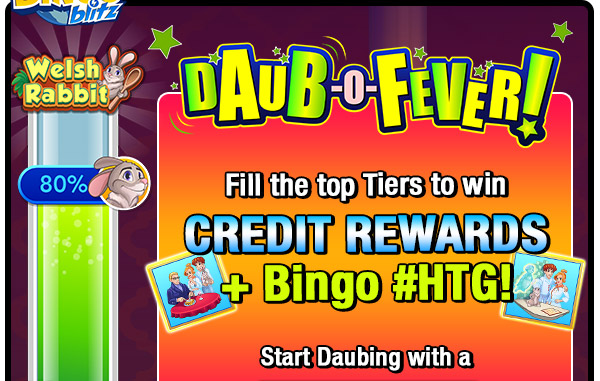 BINGO
blitz
Welsh
Rabbit
DAUB-O-FEVER!
80%
Fill the top Tiers to win
CREDIT REWARDS
+ Bingo #HTG!
Start Daubing with a